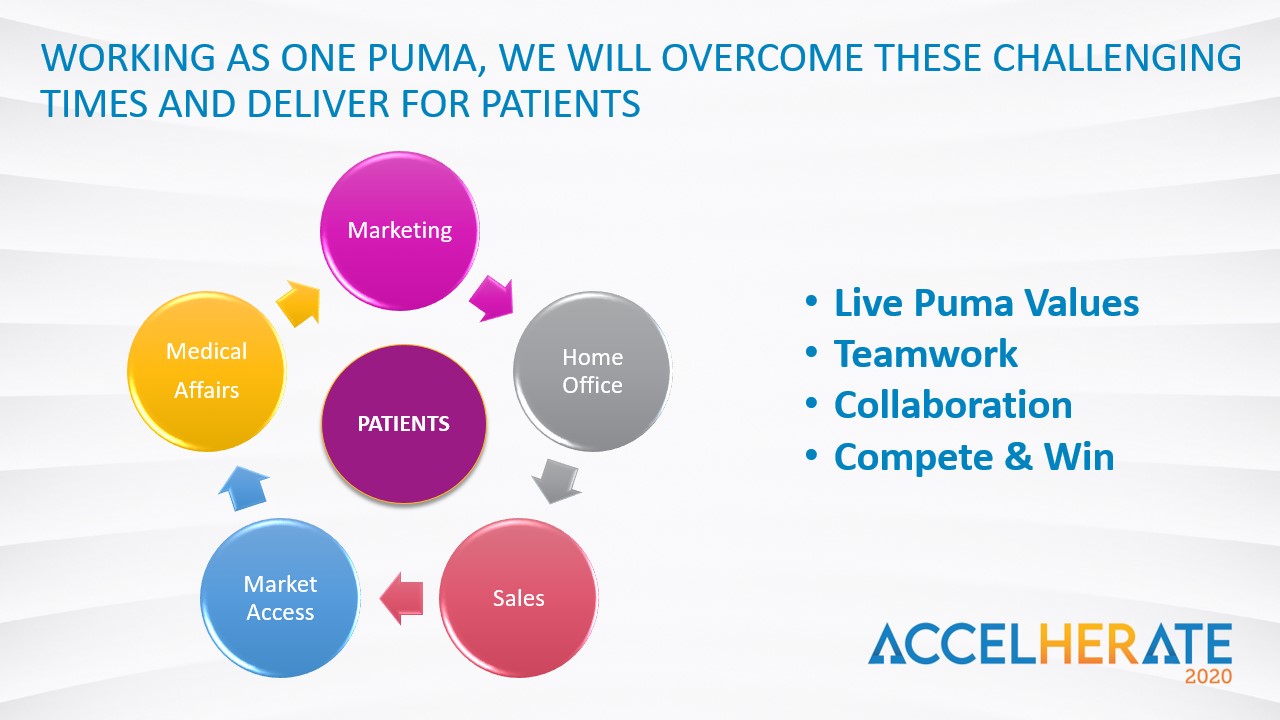 WORKING AS ONE PUMA, WE WILL OVERCOME THESE CHALLENGING
TIMES AND DELIVER FOR PATIENTS
Marketing
Home
Office
Sales
Market
Access
Medical
Affairs
PATIENTS
• Live Puma Values
• Teamwork
• Collaboration
• Compete & Win
ACCELHERATE
2020